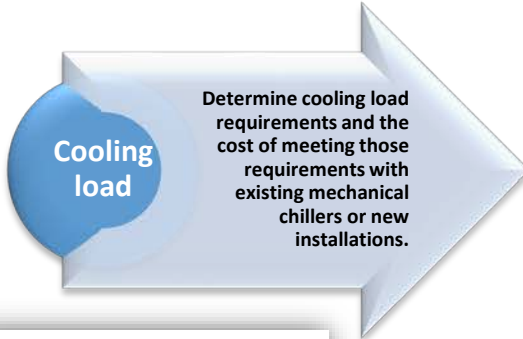 Cooling
load
Determine cooling load
requirements and the
cost of meeting those
requirements with
existing mechanical
chillers or new
installations.